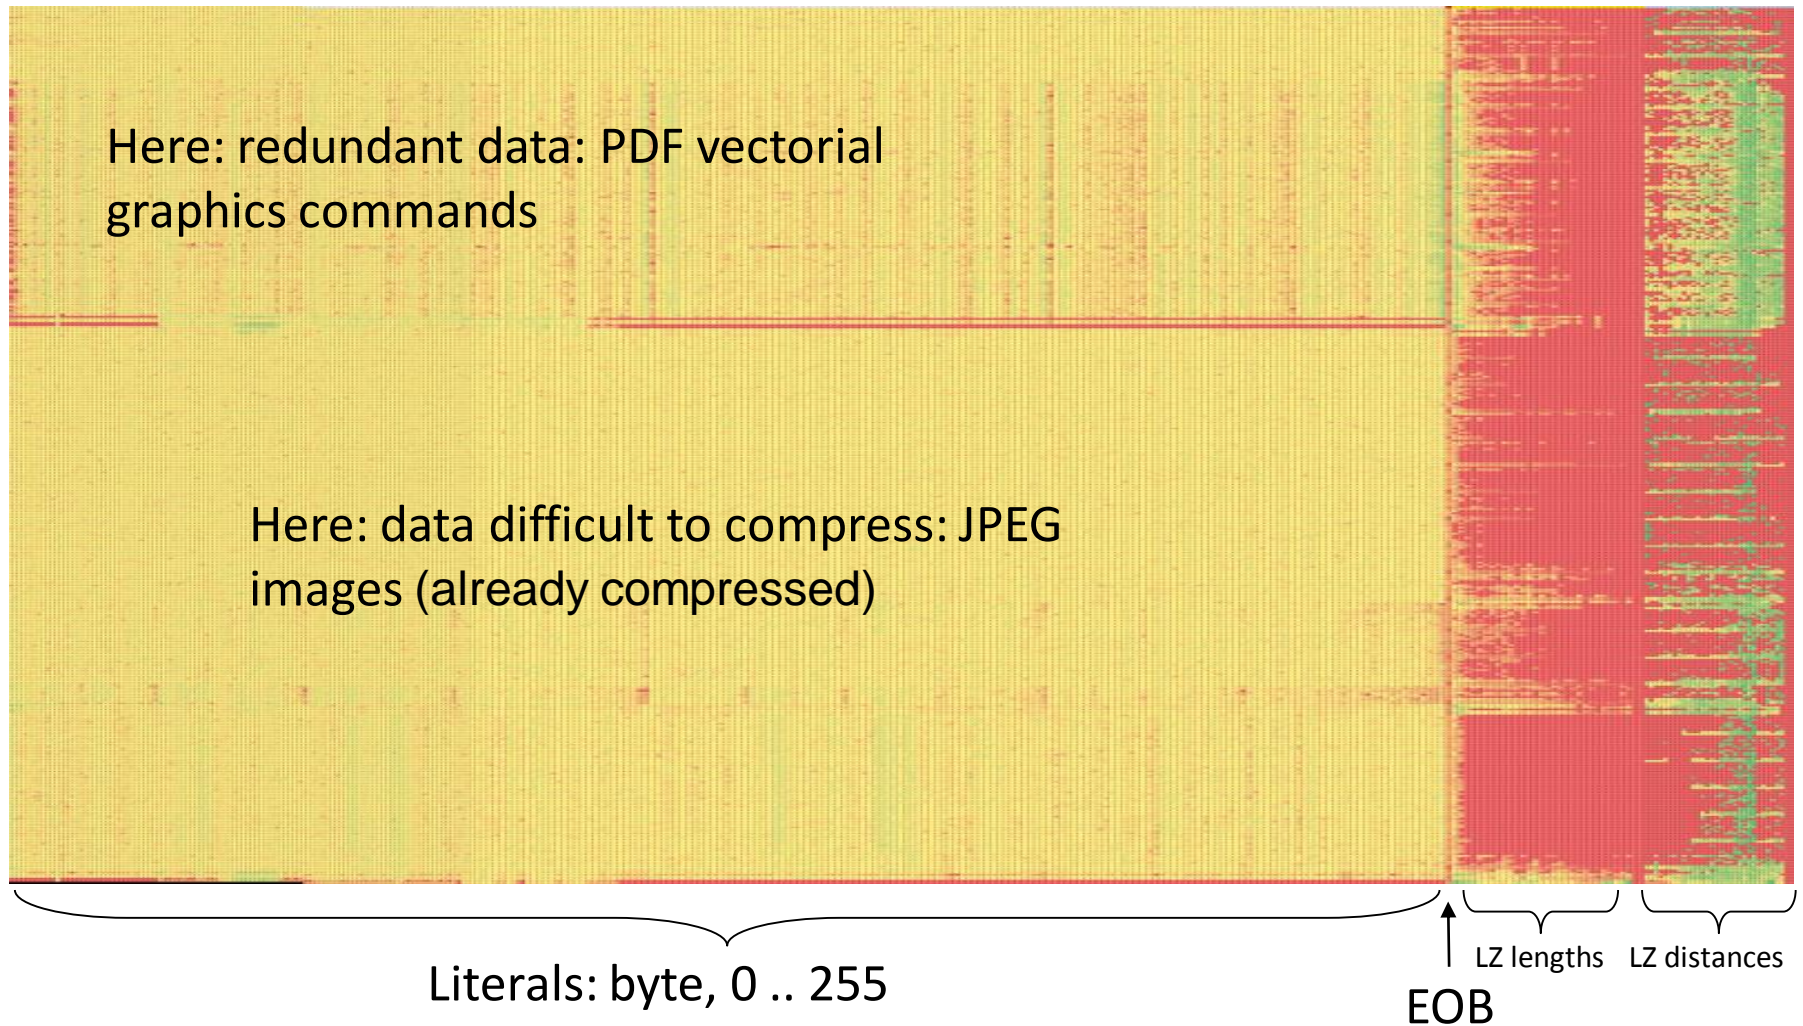 Here: redundant data: PDF vectorial
graphics commands
Here: data difficult to compress: JPEG
images (already compressed)
Literals: byte, 0 .. 255
EOB
LZ lengths
LZ distances